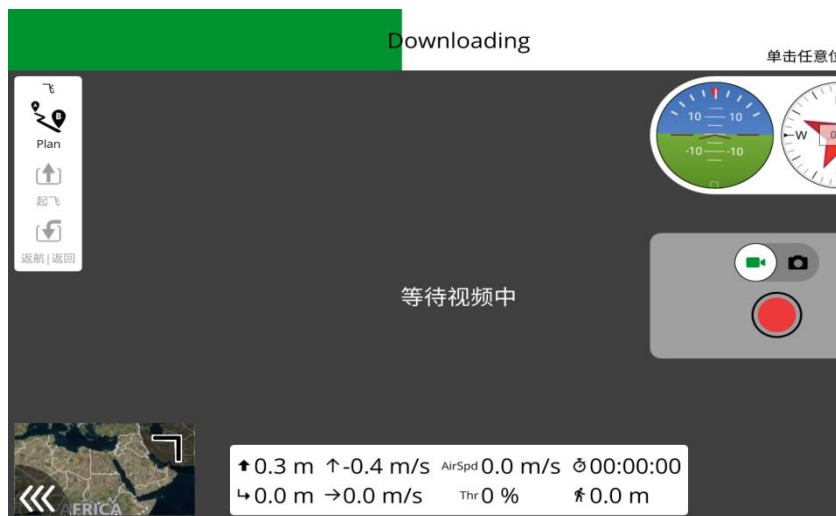 Downloading
单击任意位
飞
Plan
起飞
返航|返回
10 10
-10 -10
W 0
等待视频中
0.3 m -0.4 m/s AirSpd 0.0 m/s 00:00:00
0.0 m 0.0 m/s Thr 0 % 0.0 m
AFRICA